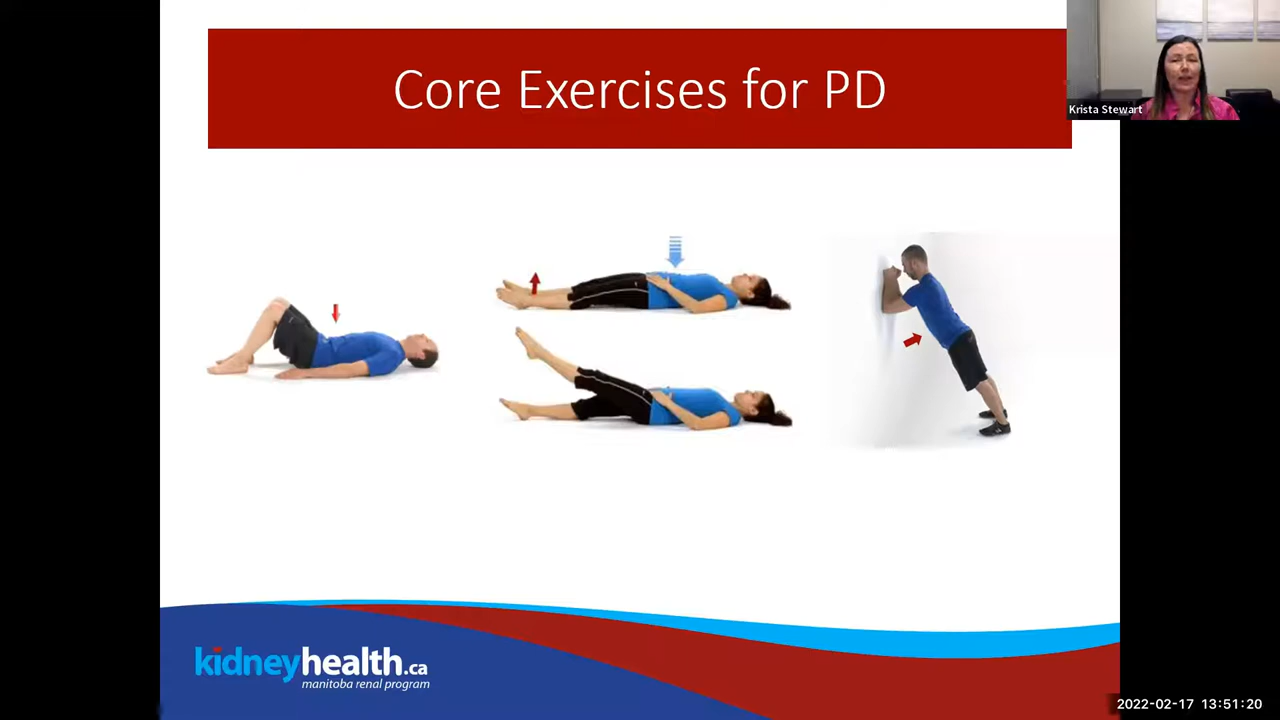 Core Exercises for PD
Krista Stewart
kidneyhealth.ca
manitoba renal program
2022-02-17 13:51:20